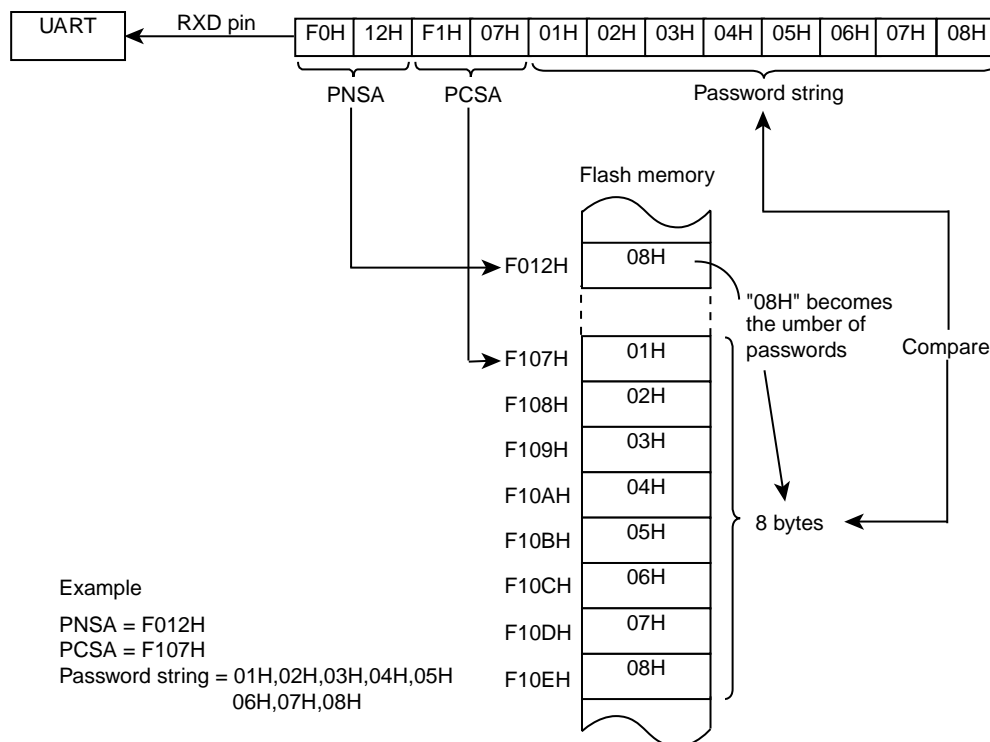 UART
RXD pin
F0H 12H F1H 07H 01H 02H 03H 04H 05H 06H 07H 08H
PNSA
PCSA
Password string
Flash memory
F012H 08H
"08H" becomes
the umber of
passwords
Compare
F107H 01H
F108H 02H
F109H 03H
F10AH 04H
F10BH 05H
F10CH 06H
F10DH 07H
F10EH 08H
8 bytes
Example
PNSA = F012H
PCSA = F107H
Password string = 01H,02H,03H,04H,05H
06H,07H,08H